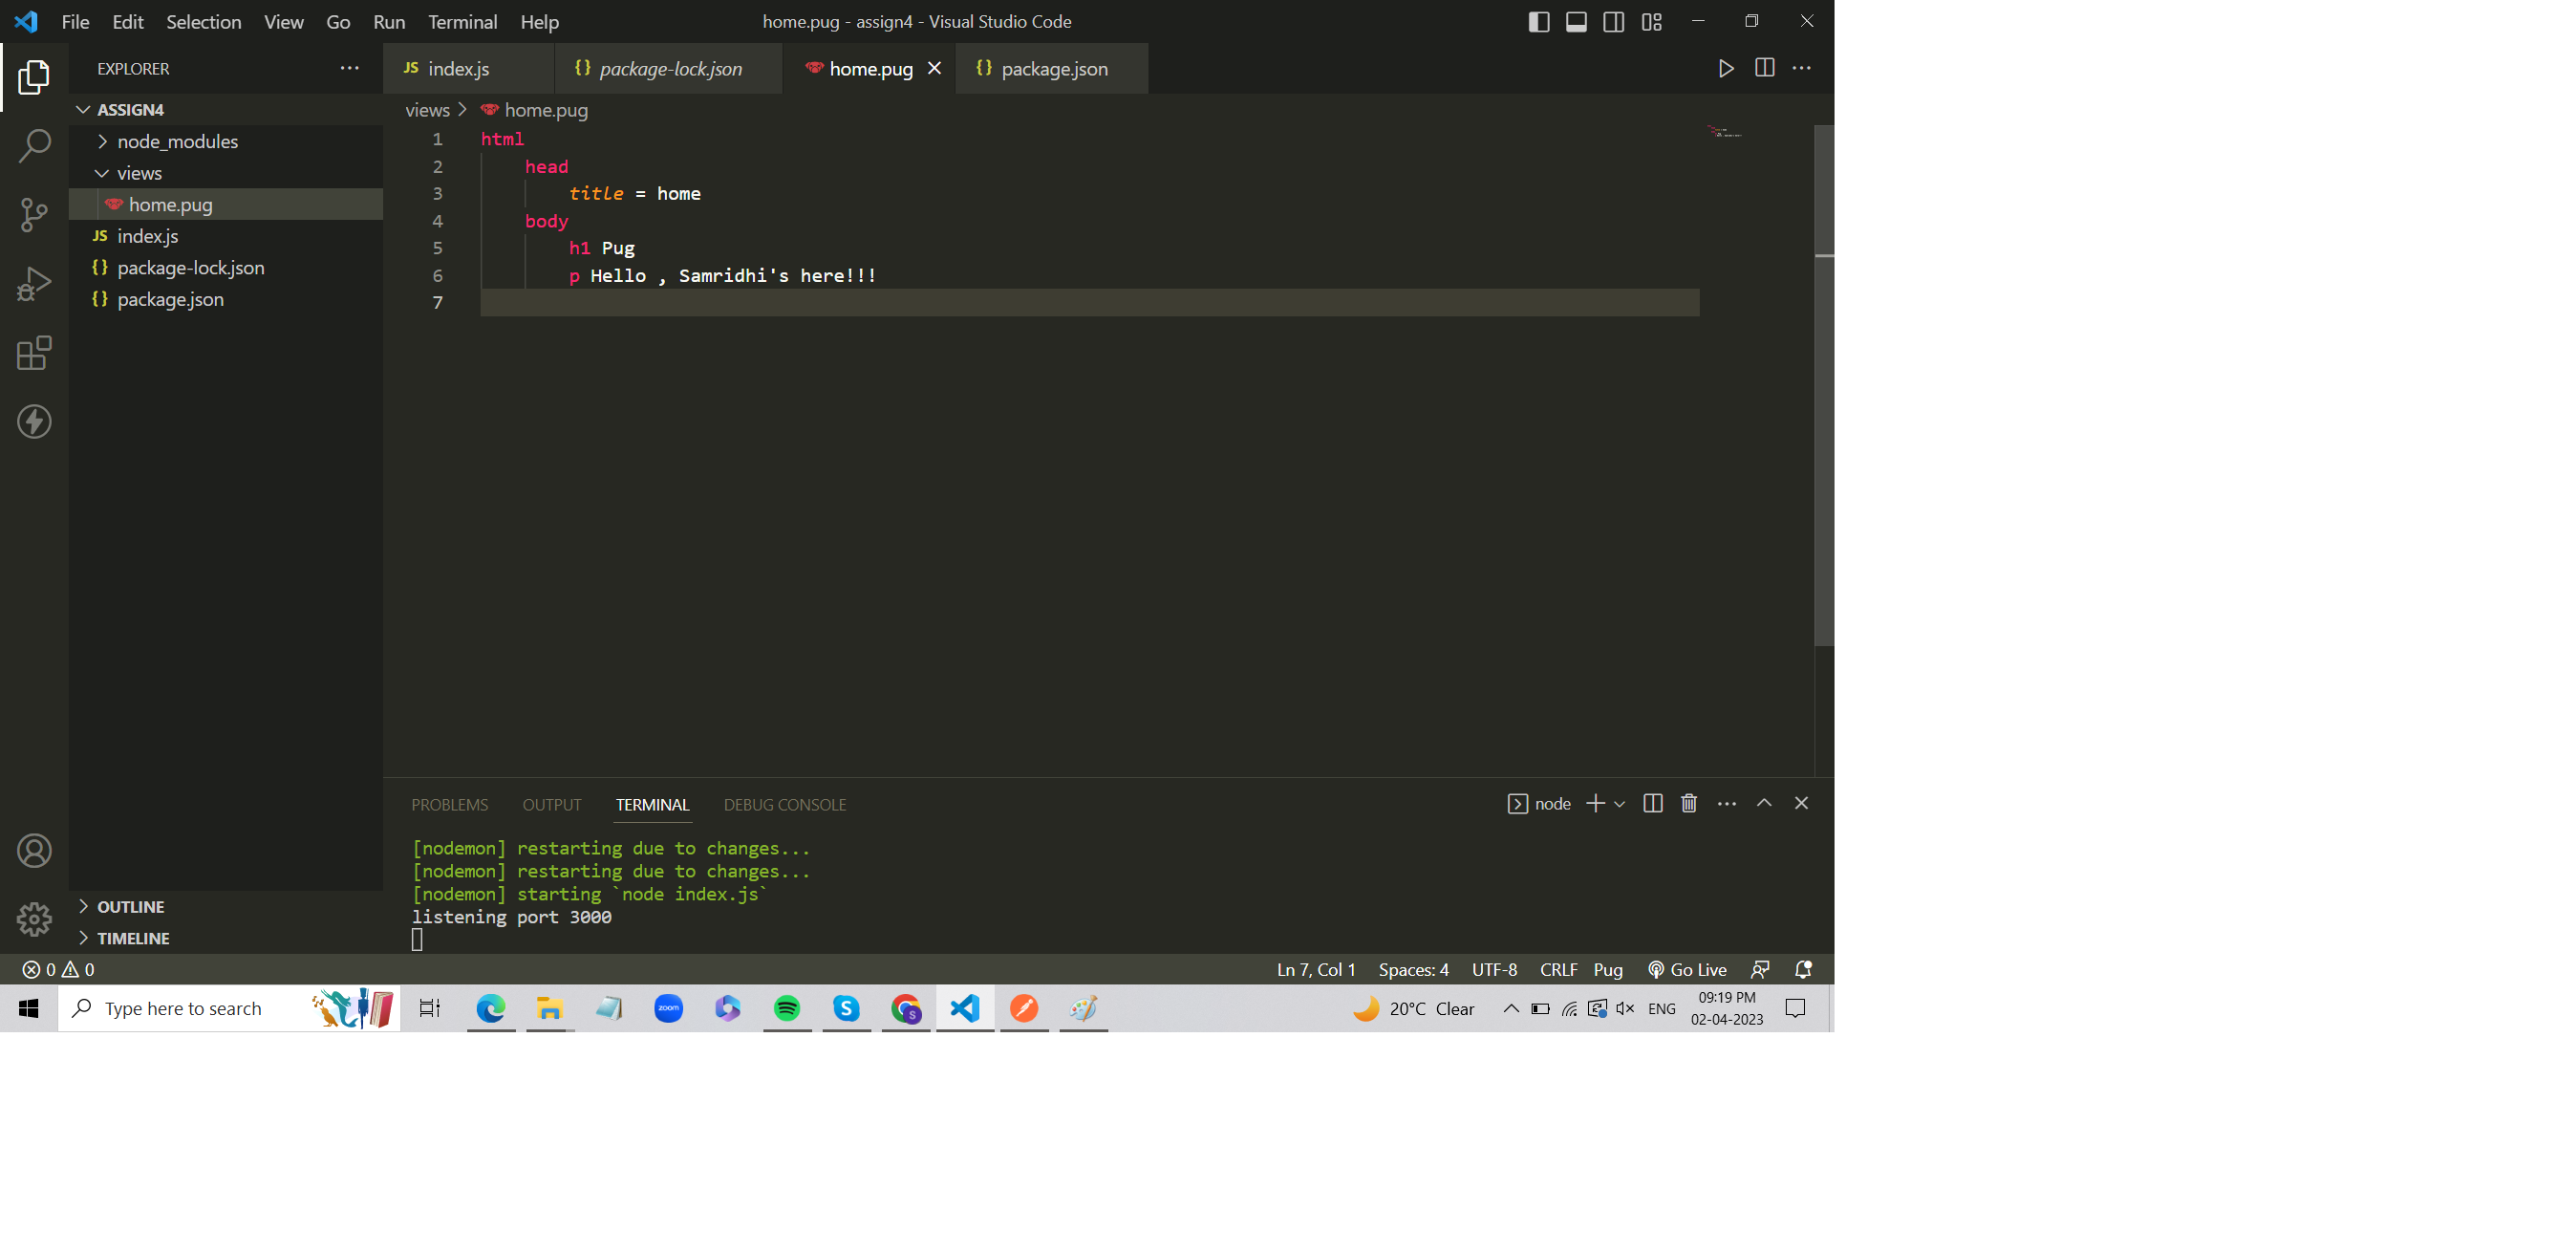 File Edit Selection View Go Run Terminal Help home.pug - assign4 - Visual Studio Code
EXPLORER
JS index.js {} package-lock.json home.pug {} package.json
ASSIGN4
node_modules
views
home.pug
JS index.js
{} package-lock.json
{} package.json
OUTLINE
TIMELINE
views > home.pug
1 html
2 head
3 title = home
4 body
5 h1 Pug
6 p Hello , Samridhi's here!!!
7
PROBLEMS OUTPUT TERMINAL DEBUG CONSOLE node
[nodemon] restarting due to changes...
[nodemon] restarting due to changes...
[nodemon] starting `node index.js`
listening port 3000
0 0 Ln 7, Col 1 Spaces: 4 UTF-8 CRLF Pug Go Live
Type here to search zoom S S 20°C Clear ENG 09:19 PM
02-04-2023